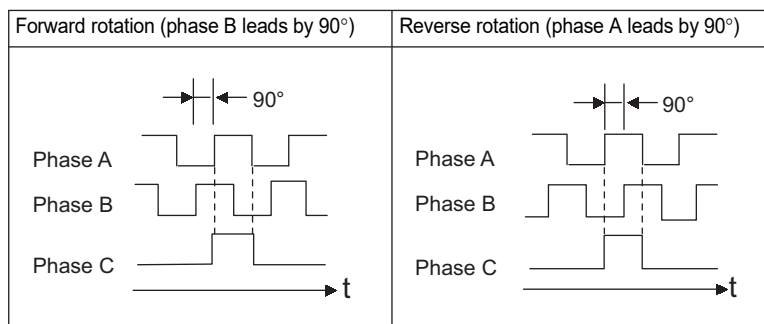 Forward rotation (phase B leads by 90°)
90°
Phase A
Phase B
Phase C
t
Reverse rotation (phase A leads by 90°)
90°
Phase A
Phase B
Phase C
t